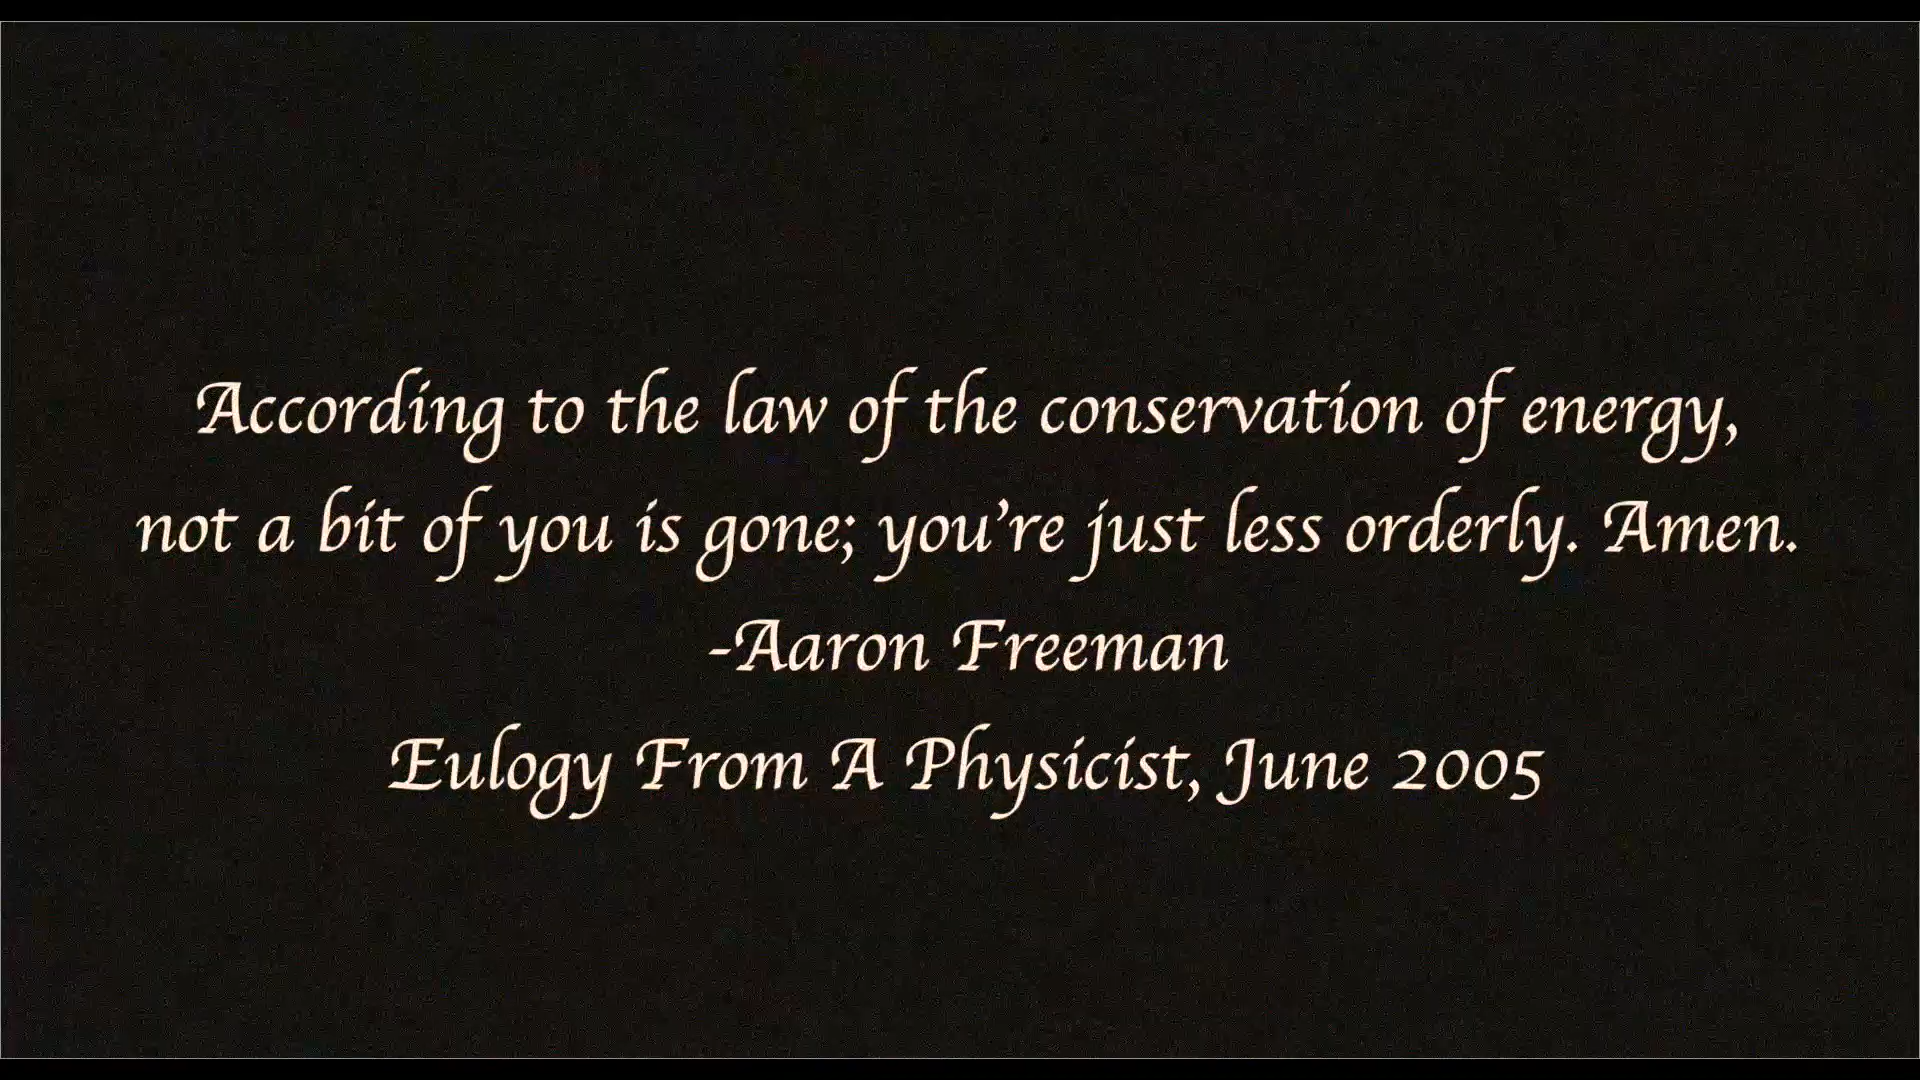 According to the law of the conservation of energy,
not a bit of you is gone; you’re just less orderly. Amen.
-Aaron Freeman
Eulogy From A Physicist, June 2005